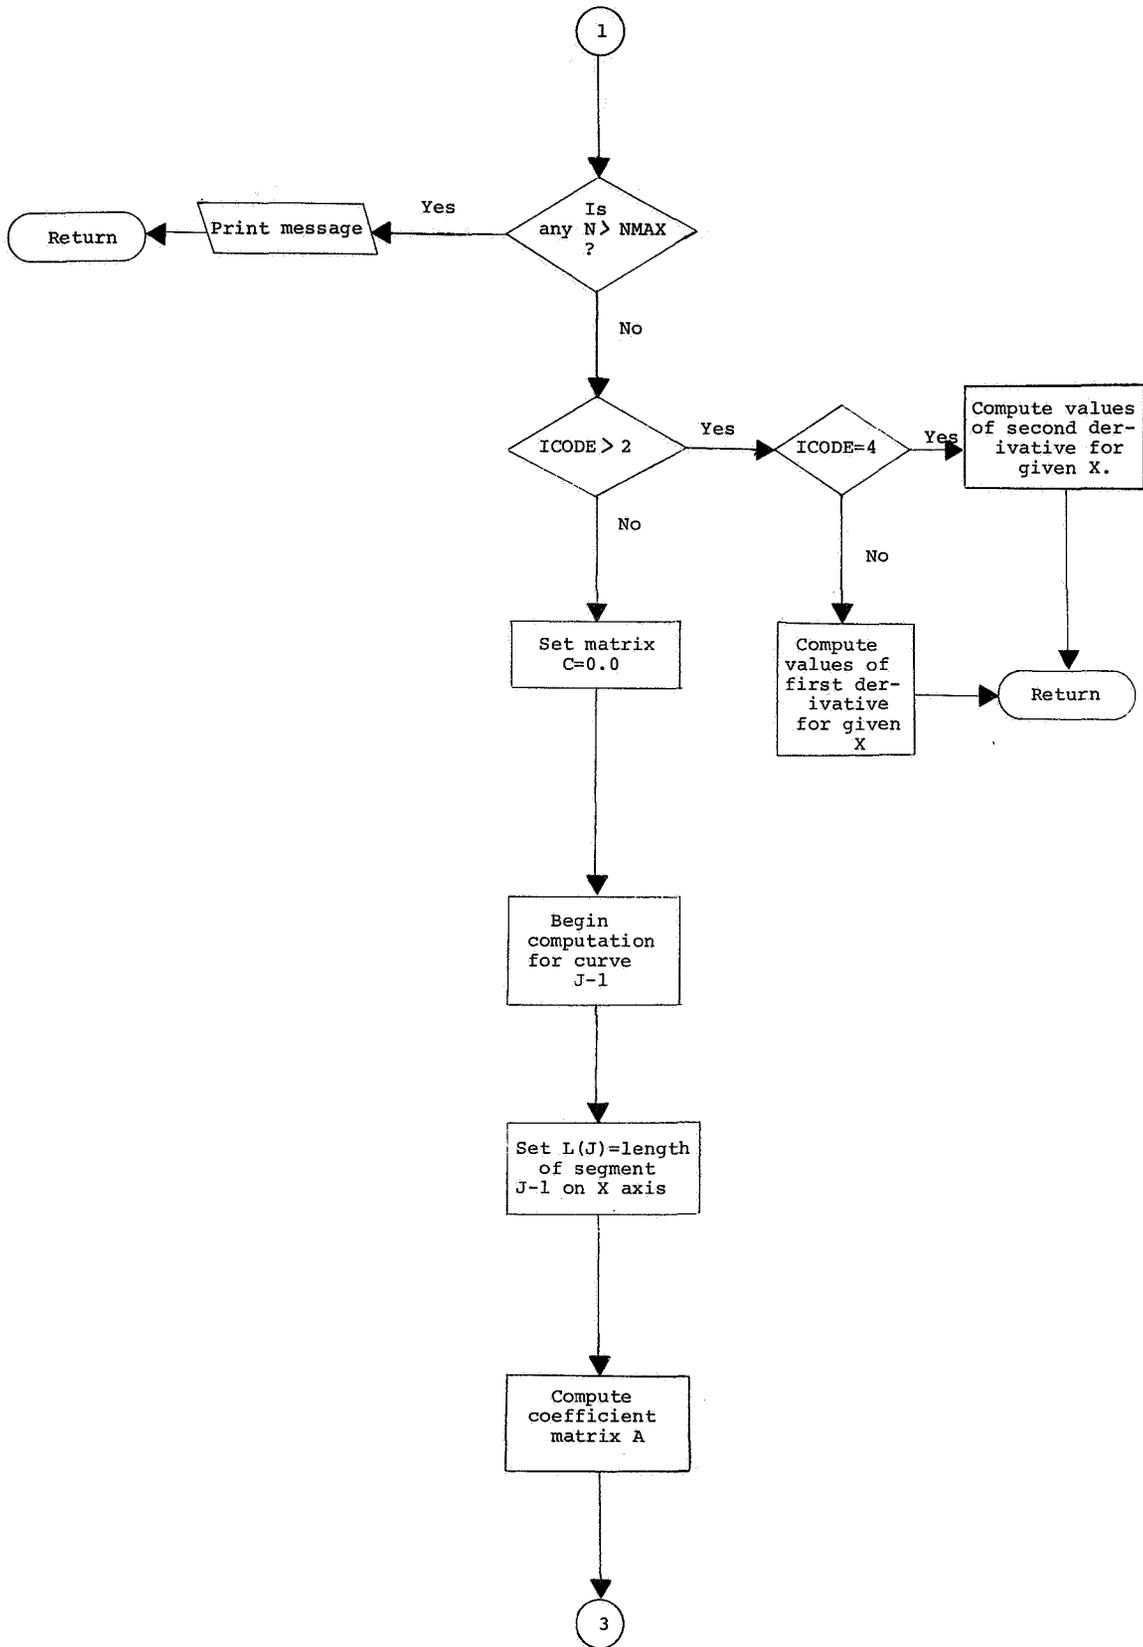 1
Is
any N > NMAX
?
Yes
Print message
Return
No
ICODE > 2
Yes
ICODE=4
Yes
Compute values
of second der-
ivative for
given X.
No
No
Set matrix
C=0.0
Compute
values of
first der-
ivative
for given
X
Return
Begin
computation
for curve
J-1
Set L(J)=length
of segment
J-1 on X axis
Compute
coefficient
matrix A
3